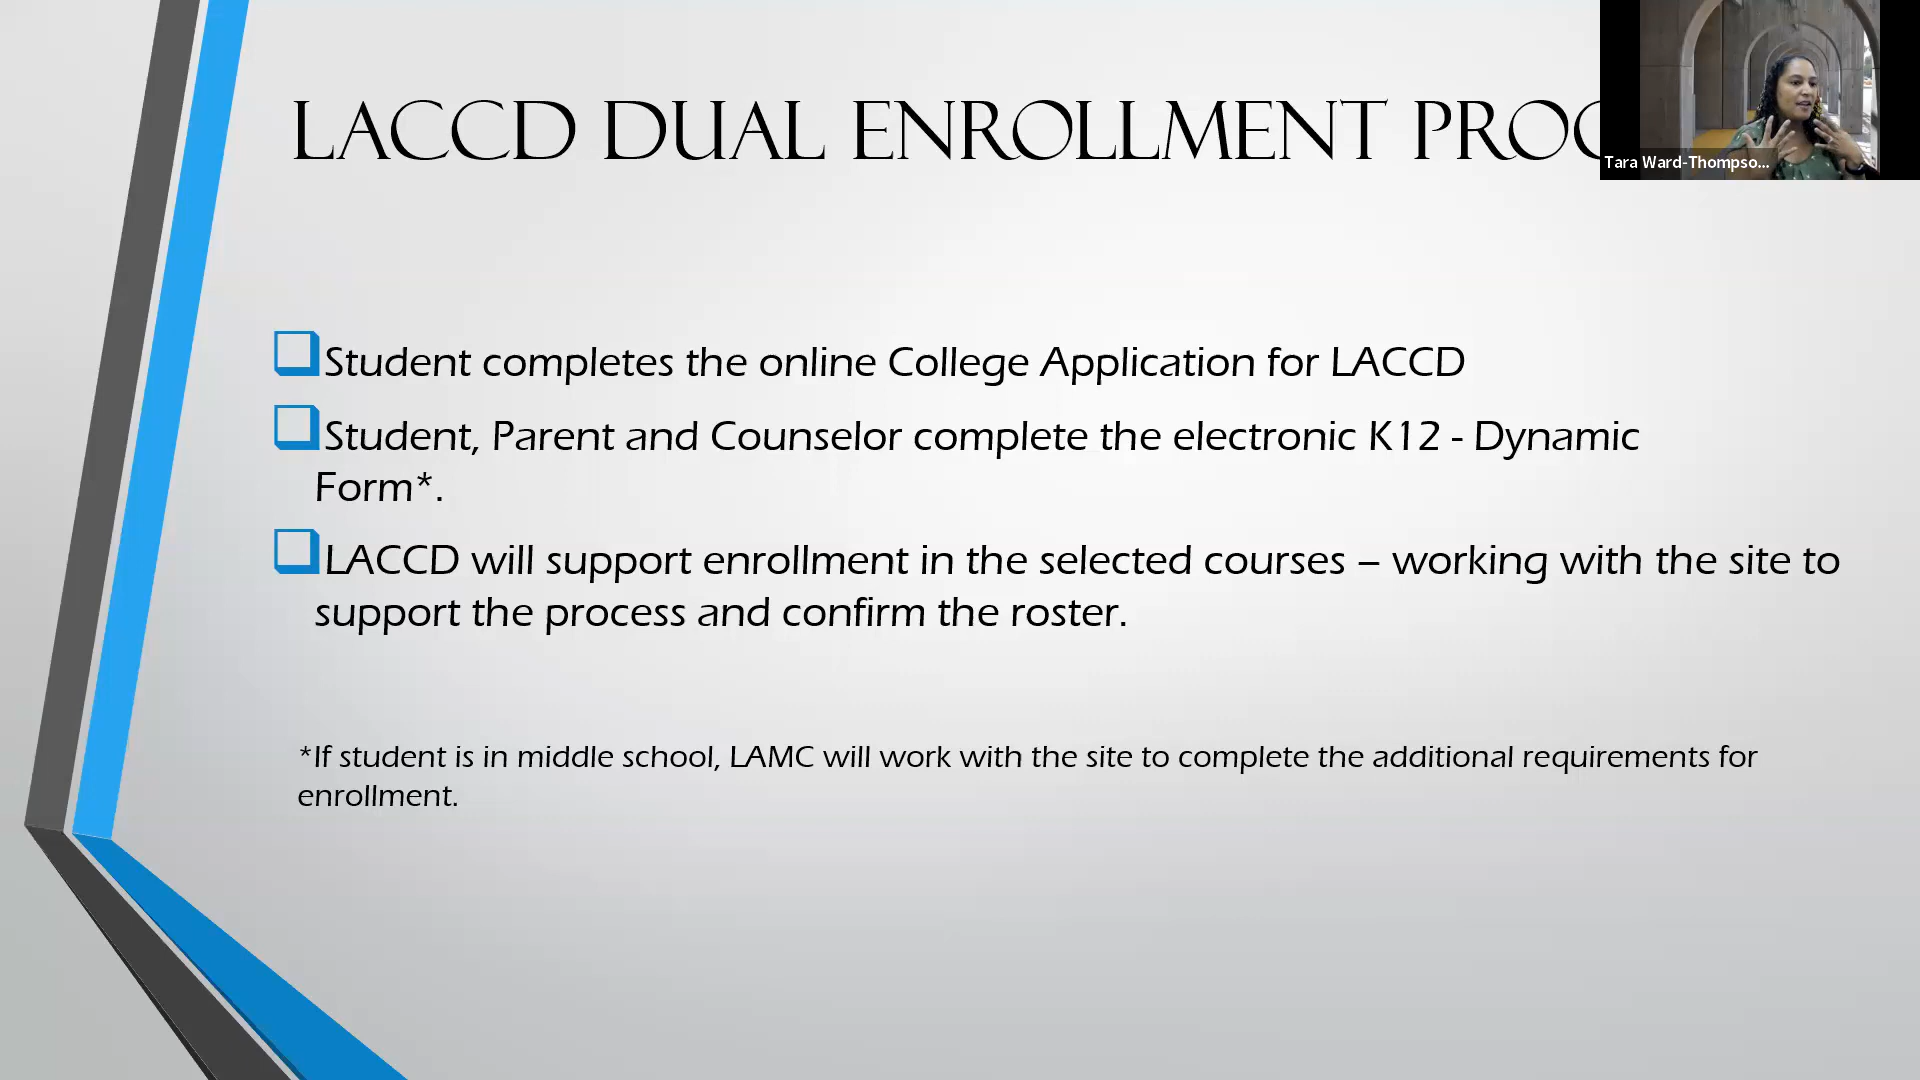 LACCD DUAL ENROLLMENT
Tara Ward-Thompso...
Student completes the online College Application for LACCD
Student, Parent and Counselor complete the electronic K12 - Dynamic
Form*.
LACCD will support enrollment in the selected courses – working with the site to
support the process and confirm the roster.
*If student is in middle school, LAMC will work with the site to complete the additional requirements for
enrollment.